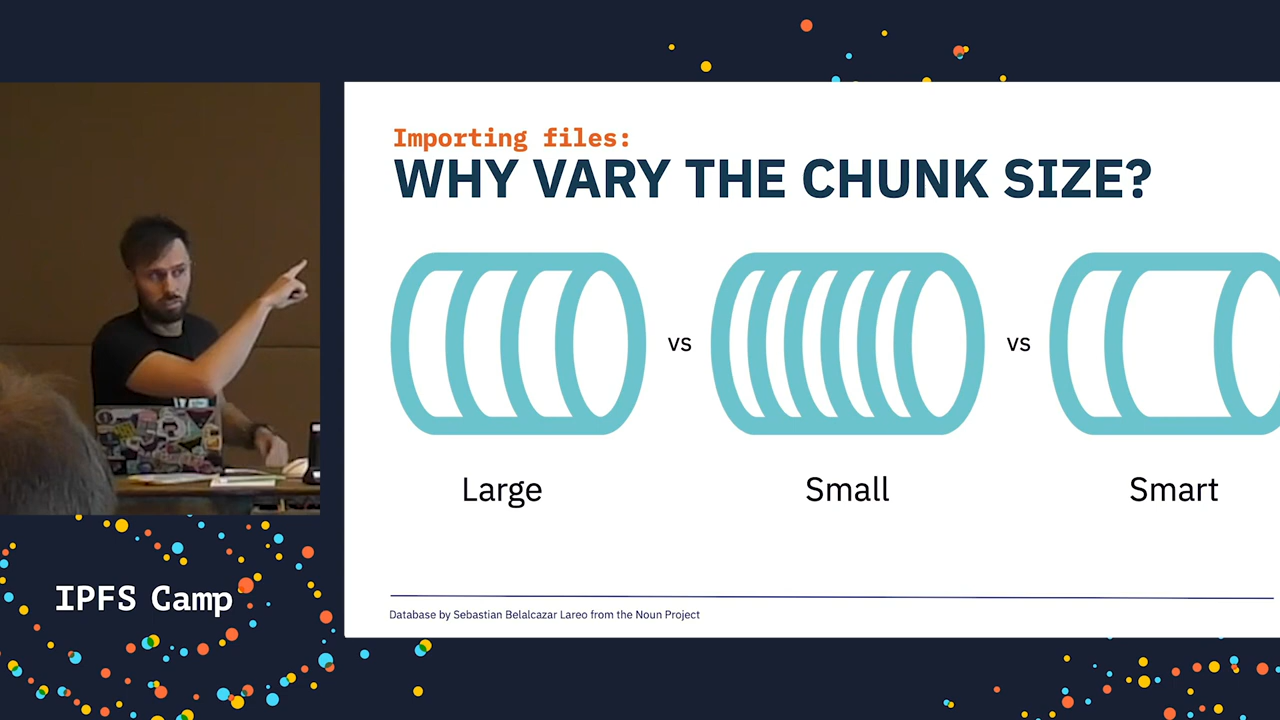 Importing files:
WHY VARY THE CHUNK SIZE?
vs
vs
Large
Small
Smart
IPFS Camp
Database by Sebastian Belalcazar Lareo from the Noun Project